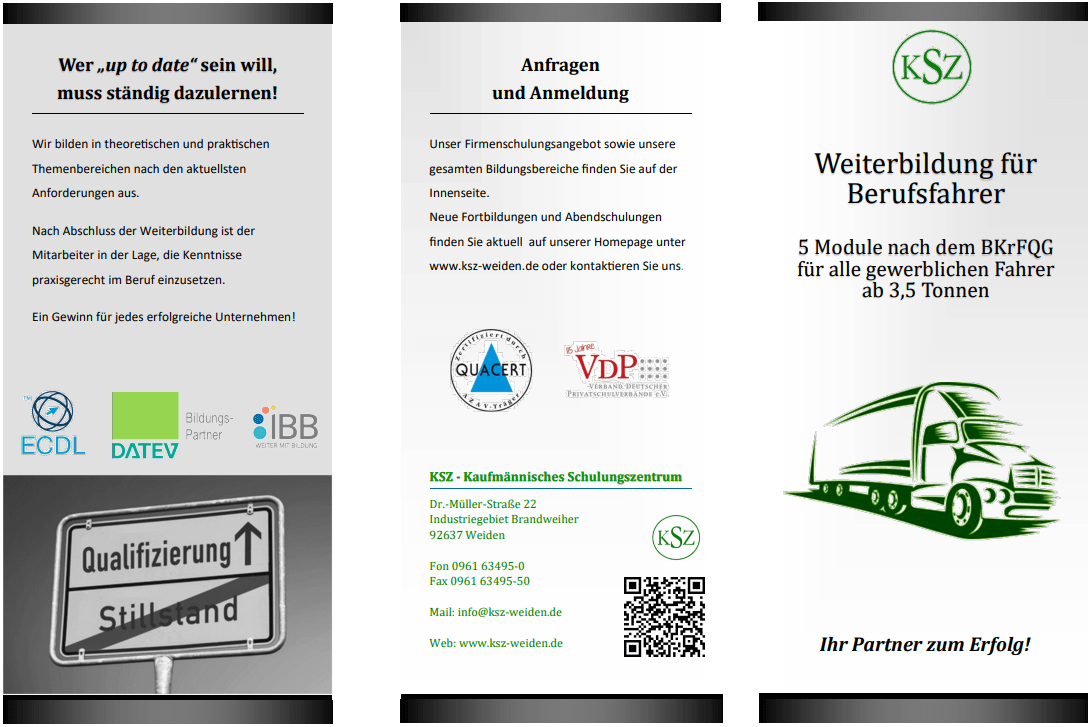 Wer „up to date“ sein will,
muss ständig dazulernen!
Wir bilden in theoretischen und praktischen
Themenbereichen nach den aktuellsten
Anforderungen aus.
Nach Abschluss der Weiterbildung ist der
Mitarbeiter in der Lage, die Kenntnisse
praxisgerecht im Beruf einzusetzen.
Ein Gewinn für jedes erfolgreiche Unternehmen!
TM
ECDL
DATEV
Bildungs-
Partner
iBB
WEITER MIT BILDUNG
Qualifizierung
Stillstand
Anfragen
und Anmeldung
Unser Firmenschulungsangebot sowie unsere
gesamten Bildungsbereiche finden Sie auf der
Innenseite.
Neue Fortbildungen und Abendschulungen
finden Sie aktuell  auf unserer Homepage unter
www.ksz-weiden.de oder kontaktieren Sie uns.
Zertifiziert durch
QUACERT
AZAV-Träger
15 Jahre
VDP
VERBAND DEUTSCHER
PRIVATSCHULVERBÄNDE e.V.
KSZ - Kaufmännisches Schulungszentrum
Dr.-Müller-Straße 22
Industriegebiet Brandweiher
92637 Weiden
KSZ
Fon 0961 63495-0
Fax 0961 63495-50
Mail: info@ksz-weiden.de
Web: www.ksz-weiden.de
KSZ
Weiterbildung für
Berufsfahrer
5 Module nach dem BKrFQG
für alle gewerblichen Fahrer
ab 3,5 Tonnen
Ihr Partner zum Erfolg!